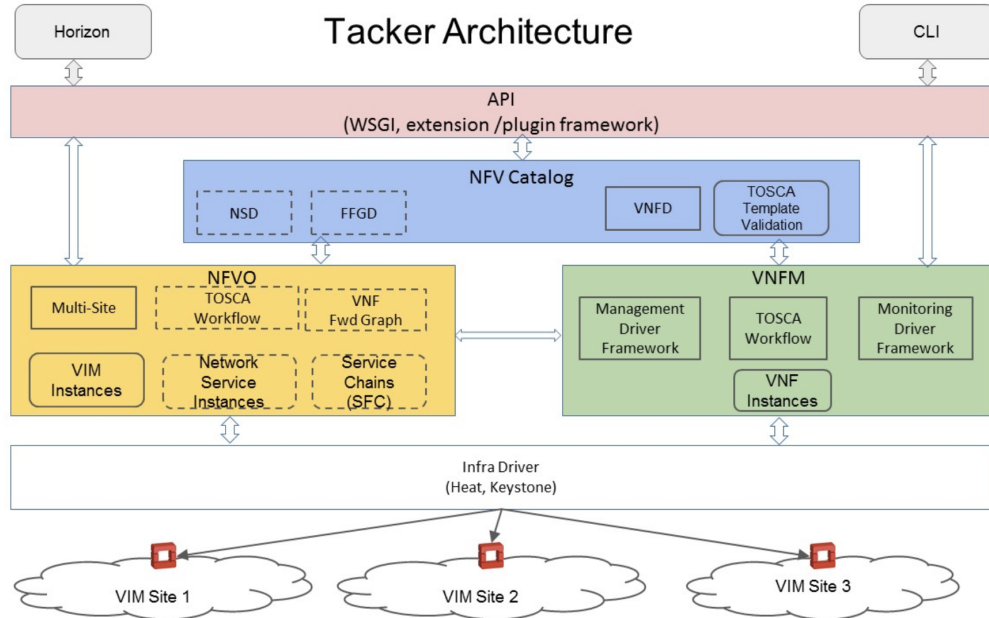 Horizon
Tacker Architecture
CLI
API
(WSGI, extension /plugin framework)
NFV Catalog
NSD
FFGD
VNFD
TOSCA
Template
Validation
NFVO
Multi-Site
TOSCA
Workflow
VNF
Fwd Graph
VIM
Instances
Network
Service
Instances
Service
Chains
(SFC)
VNFM
Management
Driver
Framework
TOSCA
Workflow
Monitoring
Driver
Framework
VNF
Instances
Infra Driver
(Heat, Keystone)
VIM Site 1
VIM Site 2
VIM Site 3